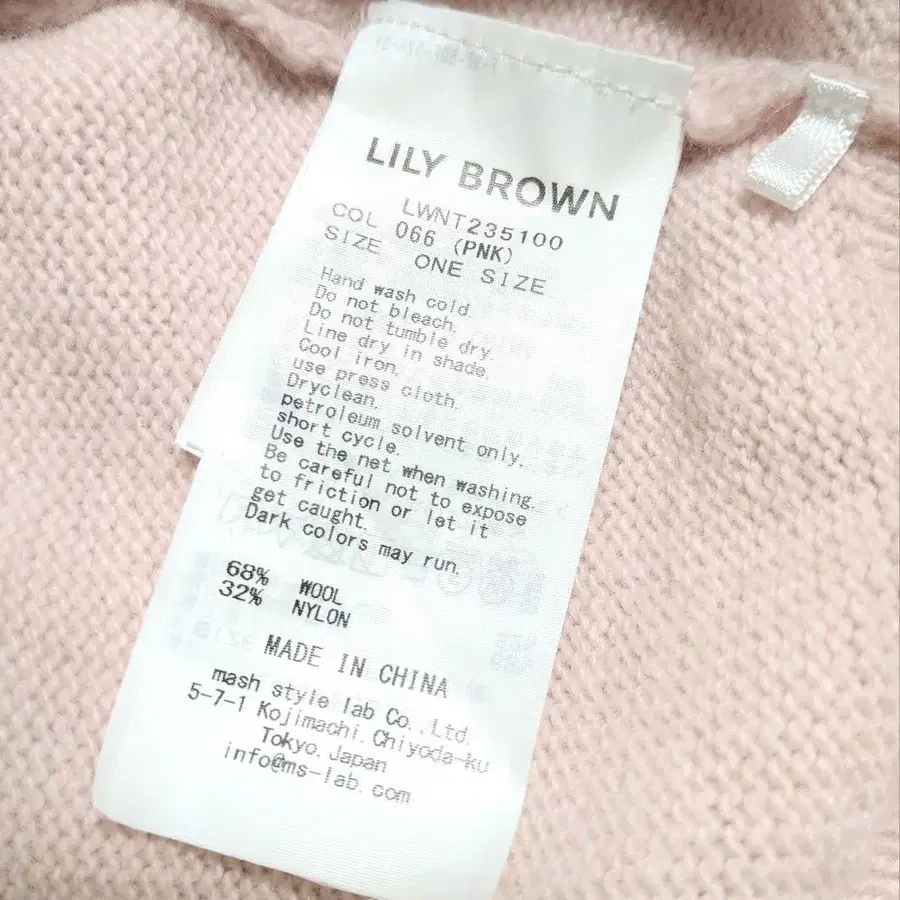 LILY BROWN
LWNT235100
COL 066 (PNK)
SIZE ONE SIZE
Hand wash cold.
Do not bleach.
Do not tumble dry.
Line dry in shade.
Cool iron,
use press cloth.
Dryclean,
petroleum solvent only,
short cycle.
Use the net when washing.
Be careful not to expose
to friction or let it
get caught.
Dark colors may run.
68% WOOL
32% NYLON
MADE IN CHINA
mash style lab Co., Ltd.
5-7-1 Kojimachi, Chiyoda-ku
Tokyo, Japan
info@ms-lab.com